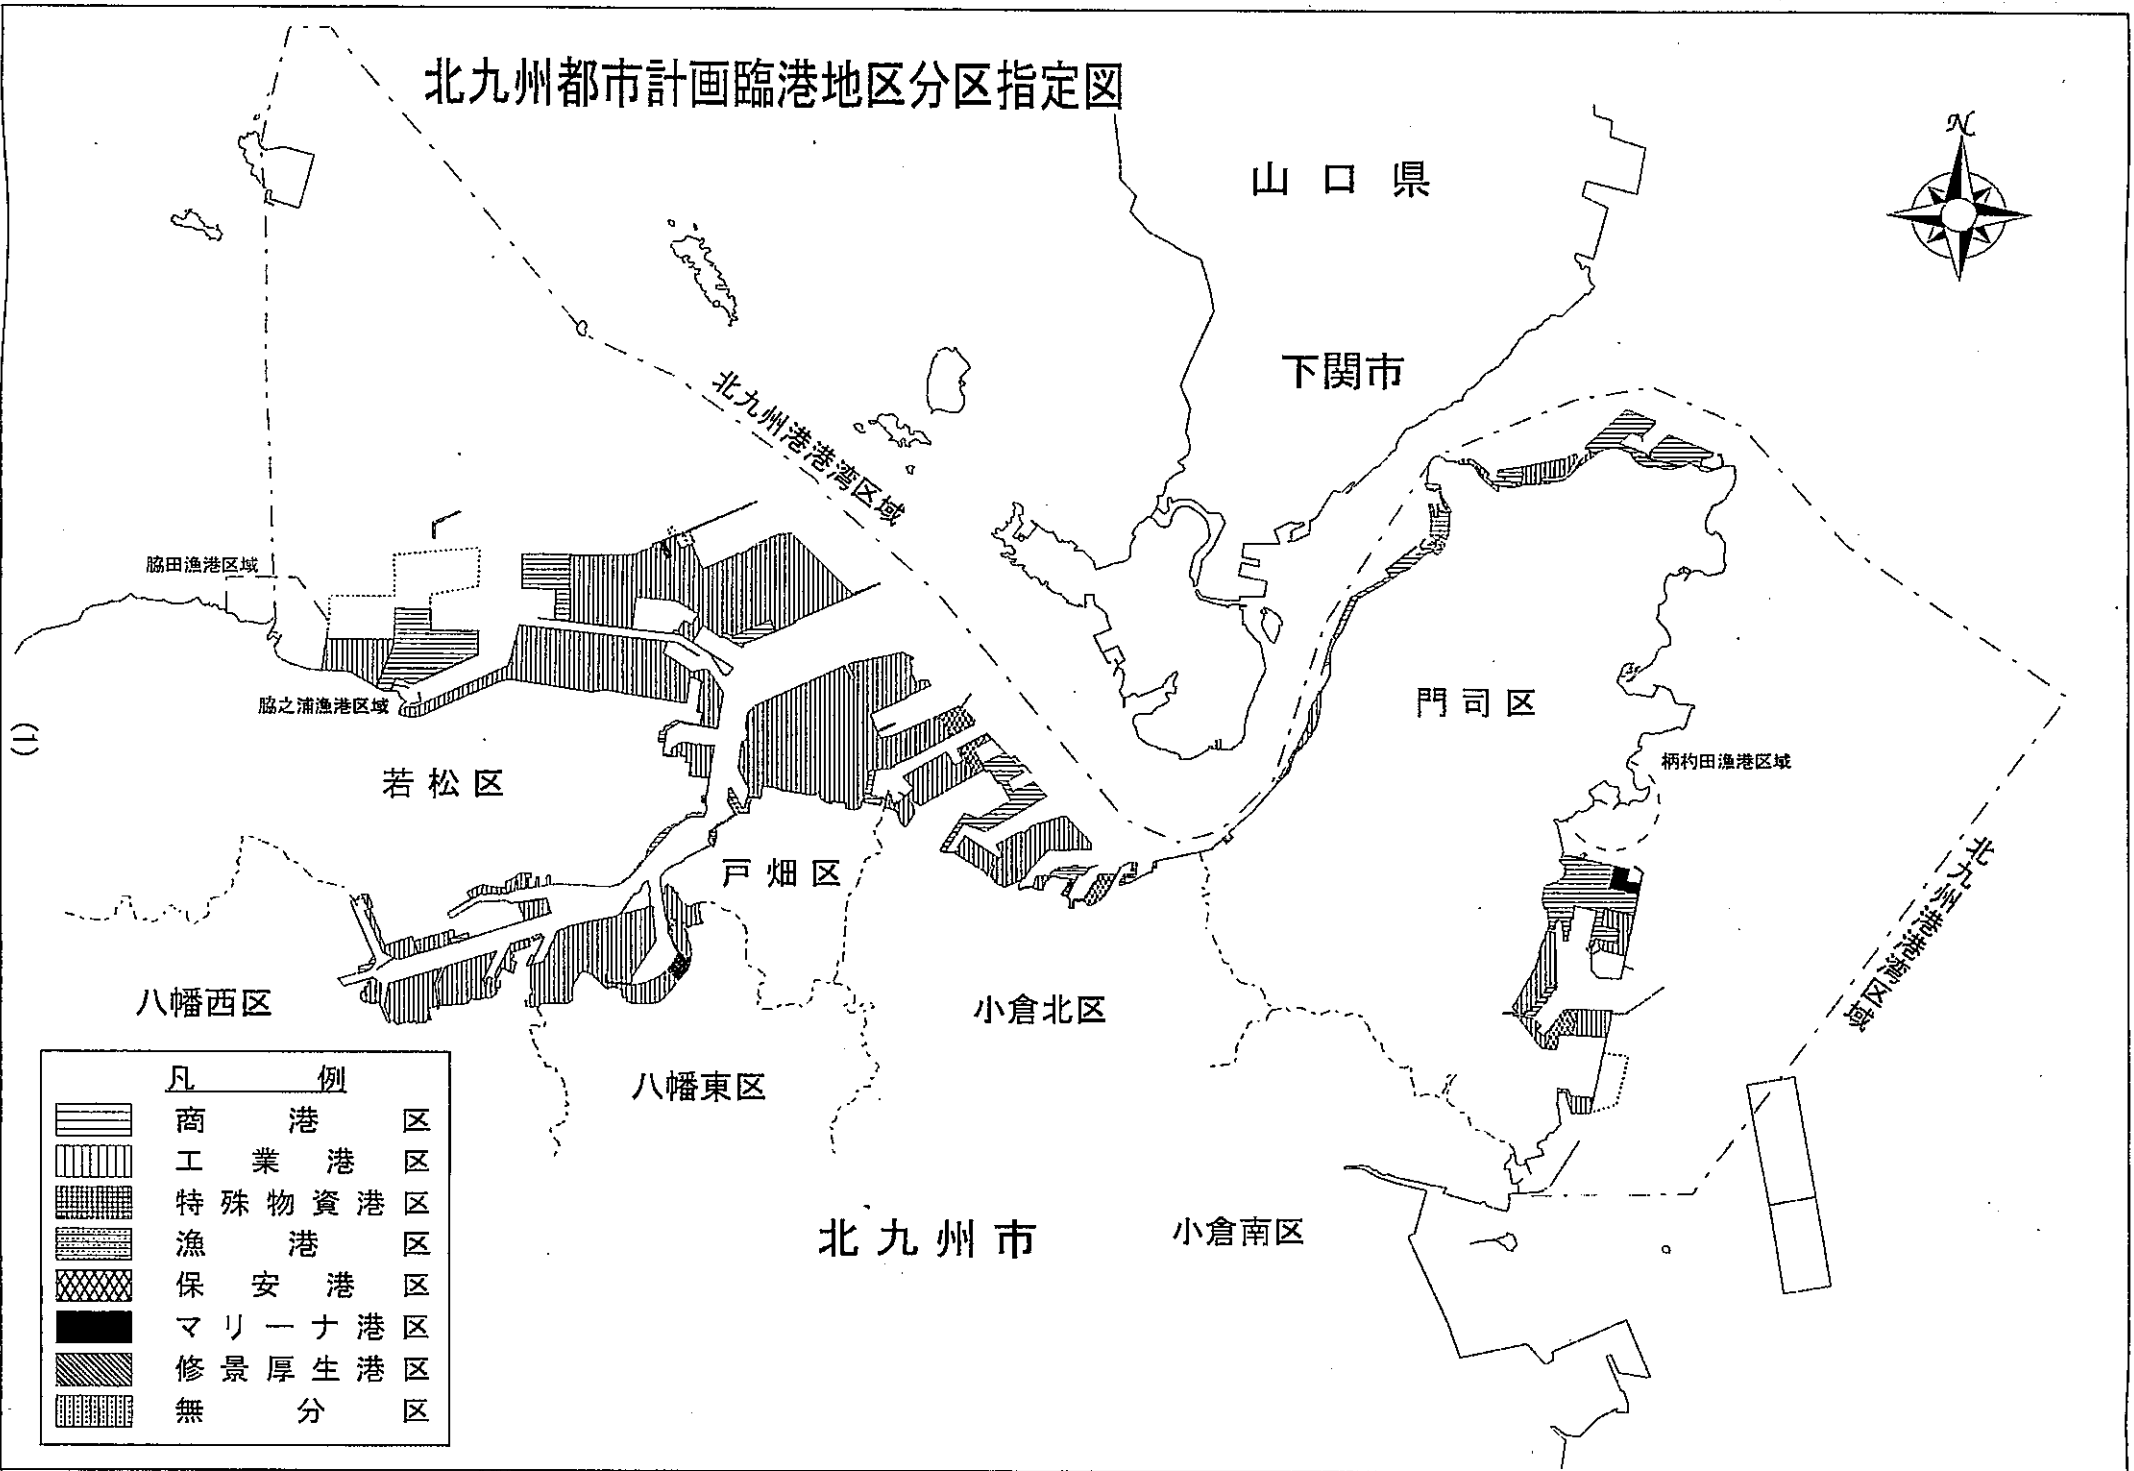 北九州都市計画臨港地区分区指定図
N
山口県
下関市
北九州港港湾区域
脇田漁港区域
脇之浦漁港区域
門司区
柄杓田漁港区域
(1)
若松区
戸畑区
北九州港港湾区域
八幡西区
小倉北区
八幡東区
北九州市
小倉南区
凡例
商港区
工業港区
特殊物資港区
漁港区
保安港区
マリーナ港区
修景厚生港区
無分区